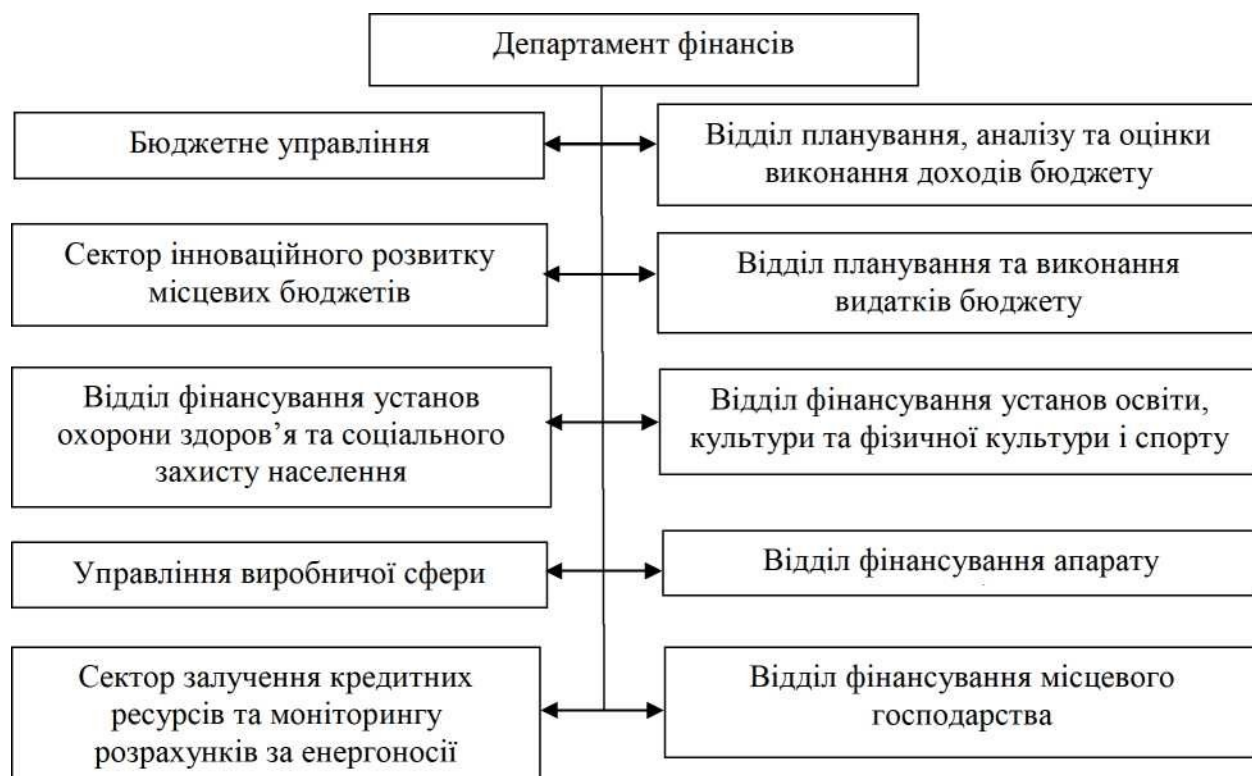 Департамент фінансів
Бюджетне управління
Відділ планування, аналізу та оцінки
виконання доходів бюджету
Сектор інноваційного розвитку
місцевих бюджетів
Відділ планування та виконання
видатків бюджету
Відділ фінансування установ
охорони здоров’я та соціального
захисту населення
Відділ фінансування установ освіти,
культури та фізичної культури і спорту
Управління виробничої сфери
Відділ фінансування апарату
Сектор залучення кредитних
ресурсів та моніторингу
розрахунків за енергоносії
Відділ фінансування місцевого
господарства